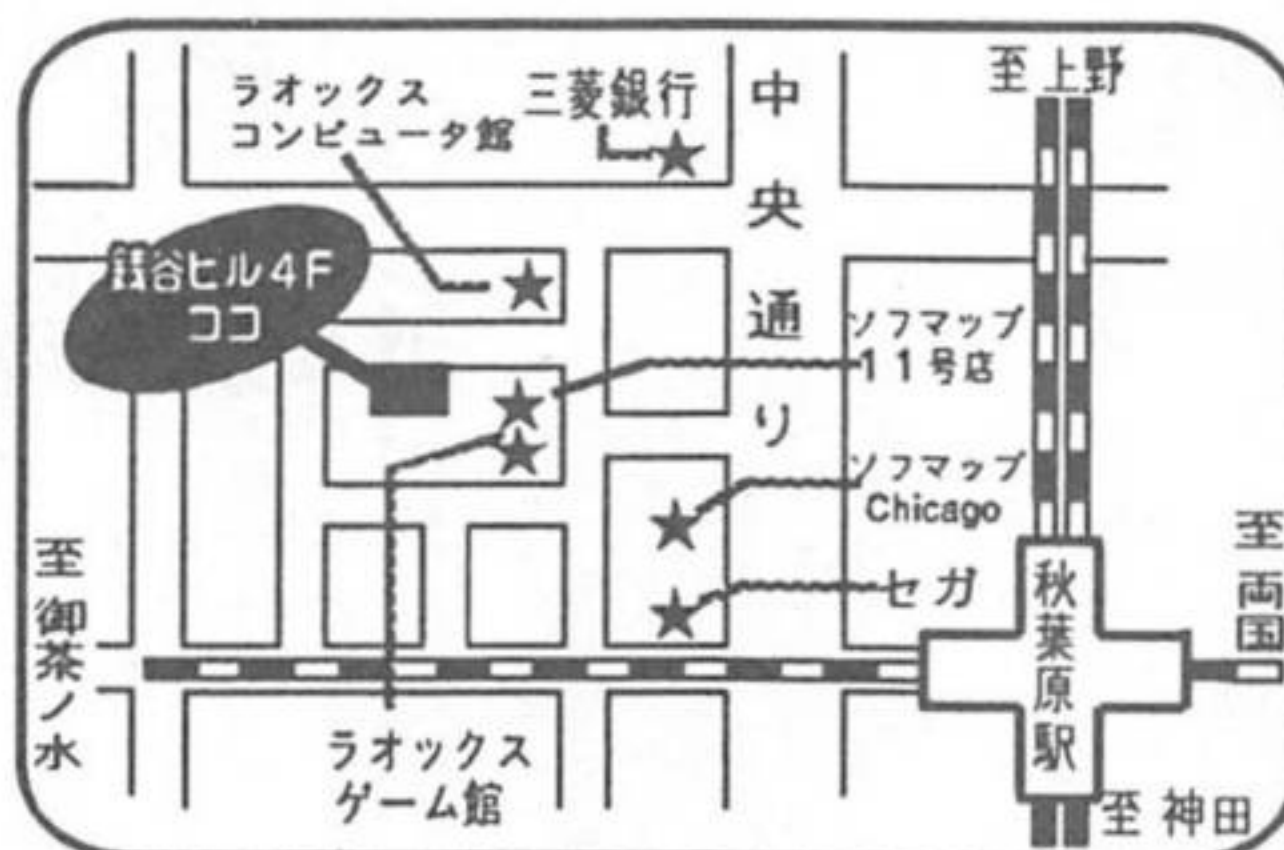 ラオックス
コンピュータ館
三菱銀行
中央通り
至上野
銭谷ビル4F
ココ
ソフマップ
11号店
ソフマップ
Chicago
セガ
至御茶ノ水
秋葉原駅
至両国
ラオックス
ゲーム館
至神田